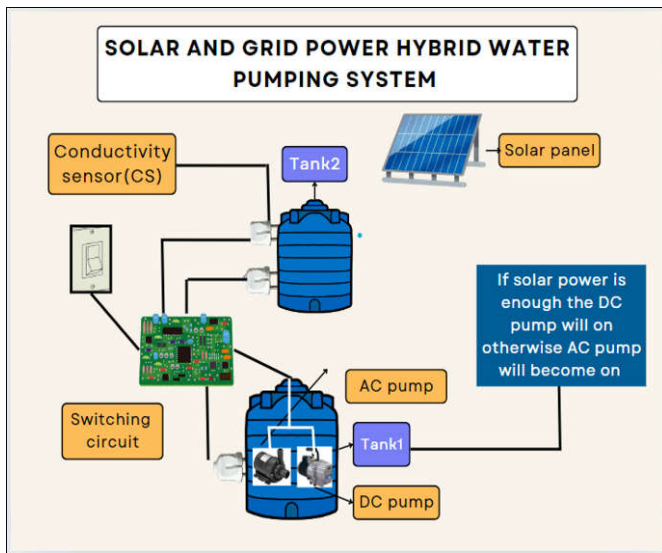 SOLAR AND GRID POWER HYBRID WATER
PUMPING SYSTEM
Conductivity
sensor(CS)
Tank2
Solar panel
If solar power is
enough the DC
pump will on
otherwise AC pump
will become on
AC pump
Switching
circuit
Tank1
DC pump